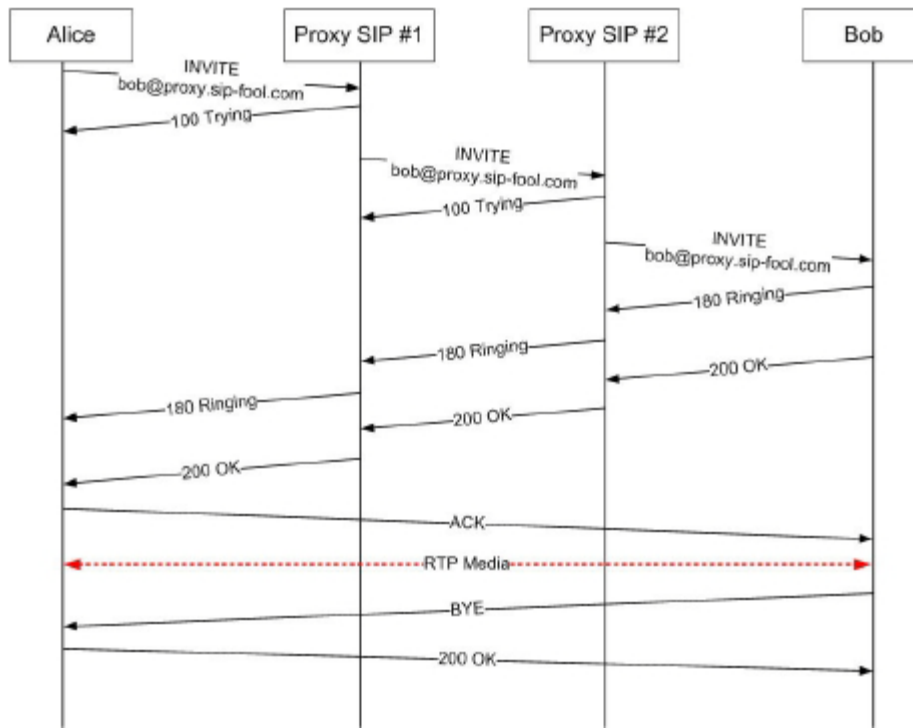 Alice
Proxy SIP #1
Proxy SIP #2
Bob
INVITE
bob@proxy.sip-fool.com
100 Trying
INVITE
bob@proxy.sip-fool.com
100 Trying
INVITE
bob@proxy.sip-fool.com
180 Ringing
180 Ringing
200 OK
180 Ringing
200 OK
200 OK
ACK
RTP Media
BYE
200 OK